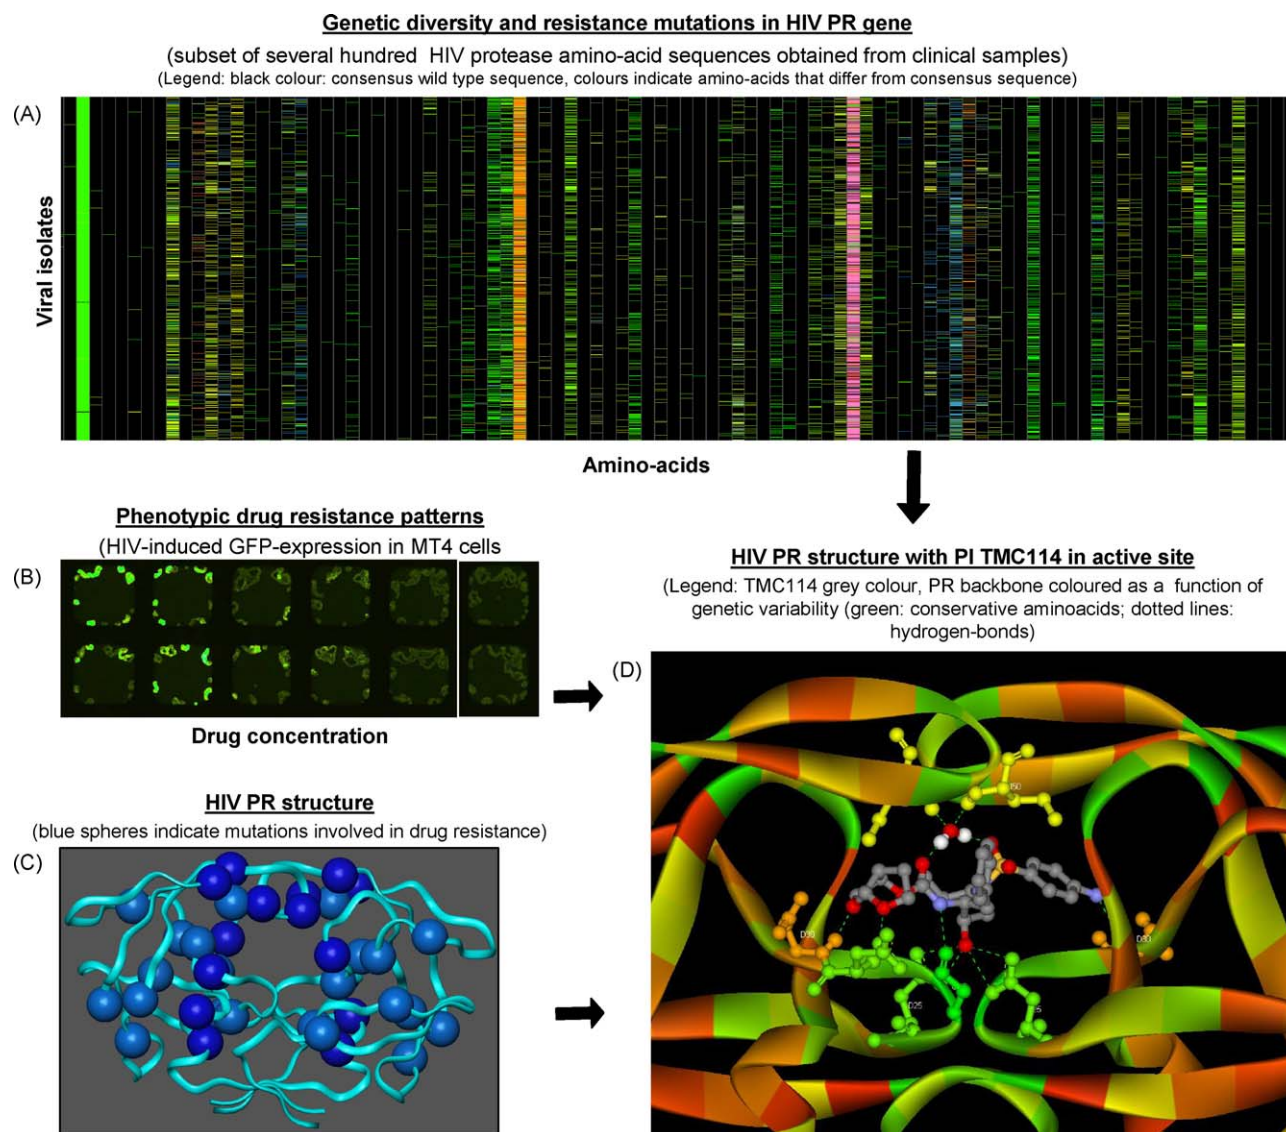 Genetic diversity and resistance mutations in HIV PR gene
(subset of several hundred HIV protease amino-acid sequences obtained from clinical samples)
(Legend: black colour: consensus wild type sequence, colours indicate amino-acids that differ from consensus sequence)
(A)
Viral isolates
Amino-acids
Phenotypic drug resistance patterns
(HIV-induced GFP-expression in MT4 cells
(B)
Drug concentration
HIV PR structure
(blue spheres indicate mutations involved in drug resistance)
(C)
HIV PR structure with PI TMC114 in active site
(Legend: TMC114 grey colour, PR backbone coloured as a function of
genetic variability (green: conservative aminoacids; dotted lines:
hydrogen-bonds)
(D)
I50
D30
D25